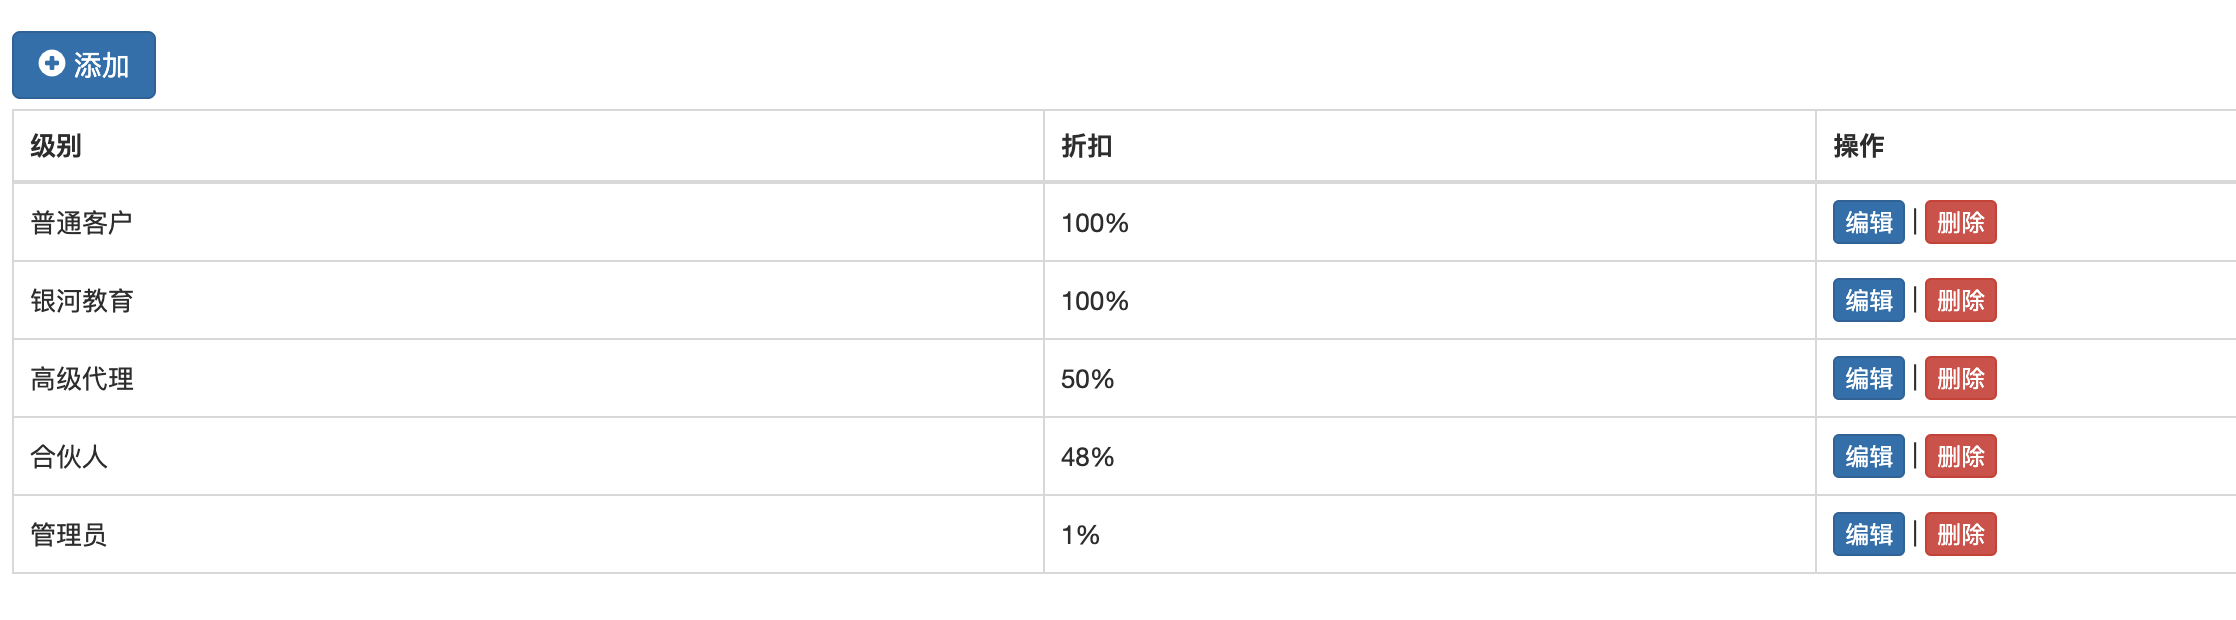 添加
级别 折扣 操作
普通客户 100% 编辑 | 删除
银河教育 100% 编辑 | 删除
高级代理 50% 编辑 | 删除
合伙人 48% 编辑 | 删除
管理员 1% 编辑 | 删除